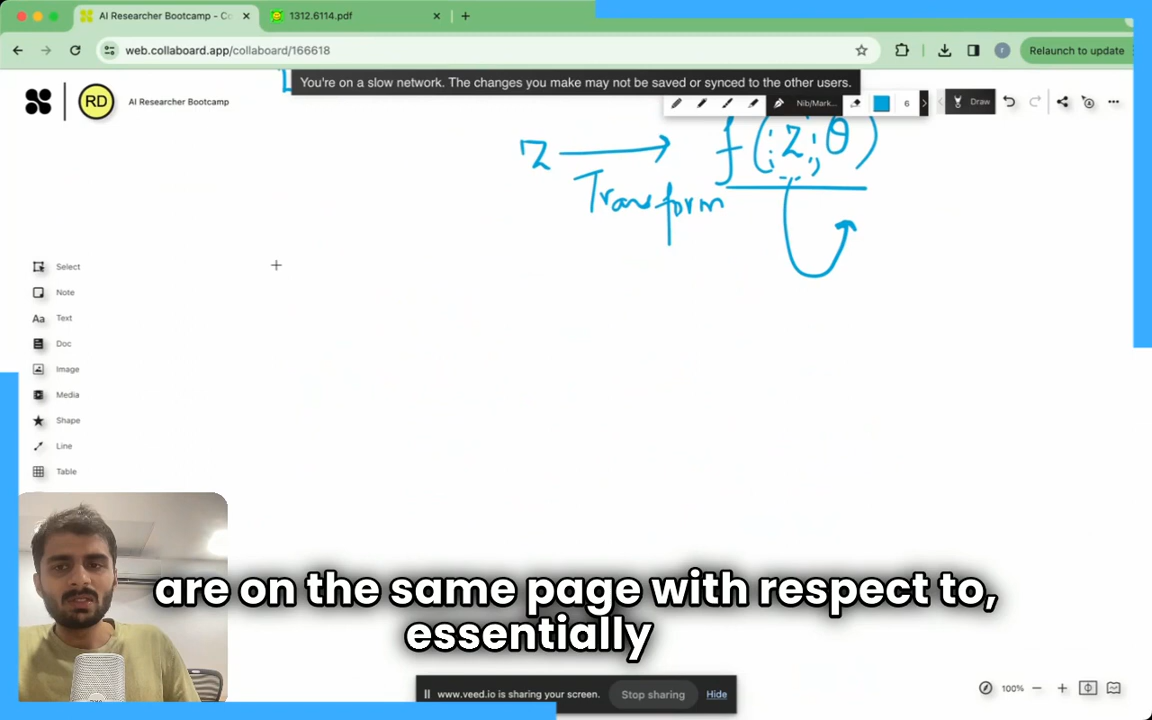 AI Researcher Bootcamp - Co
1312.6114.pdf
web.collaboard.app/collaboard/166618
Relaunch to update
You're on a slow network. The changes you make may not be saved or synced to the other users.
RD
AI Researcher Bootcamp
Nib/Mark...
6
Draw
z → f(z;θ)
Transform
Select
Note
Aa Text
Doc
Image
Media
Shape
Line
Table
are on the same page with respect to,
essentially
www.veed.io is sharing your screen.
Stop sharing
Hide
100%